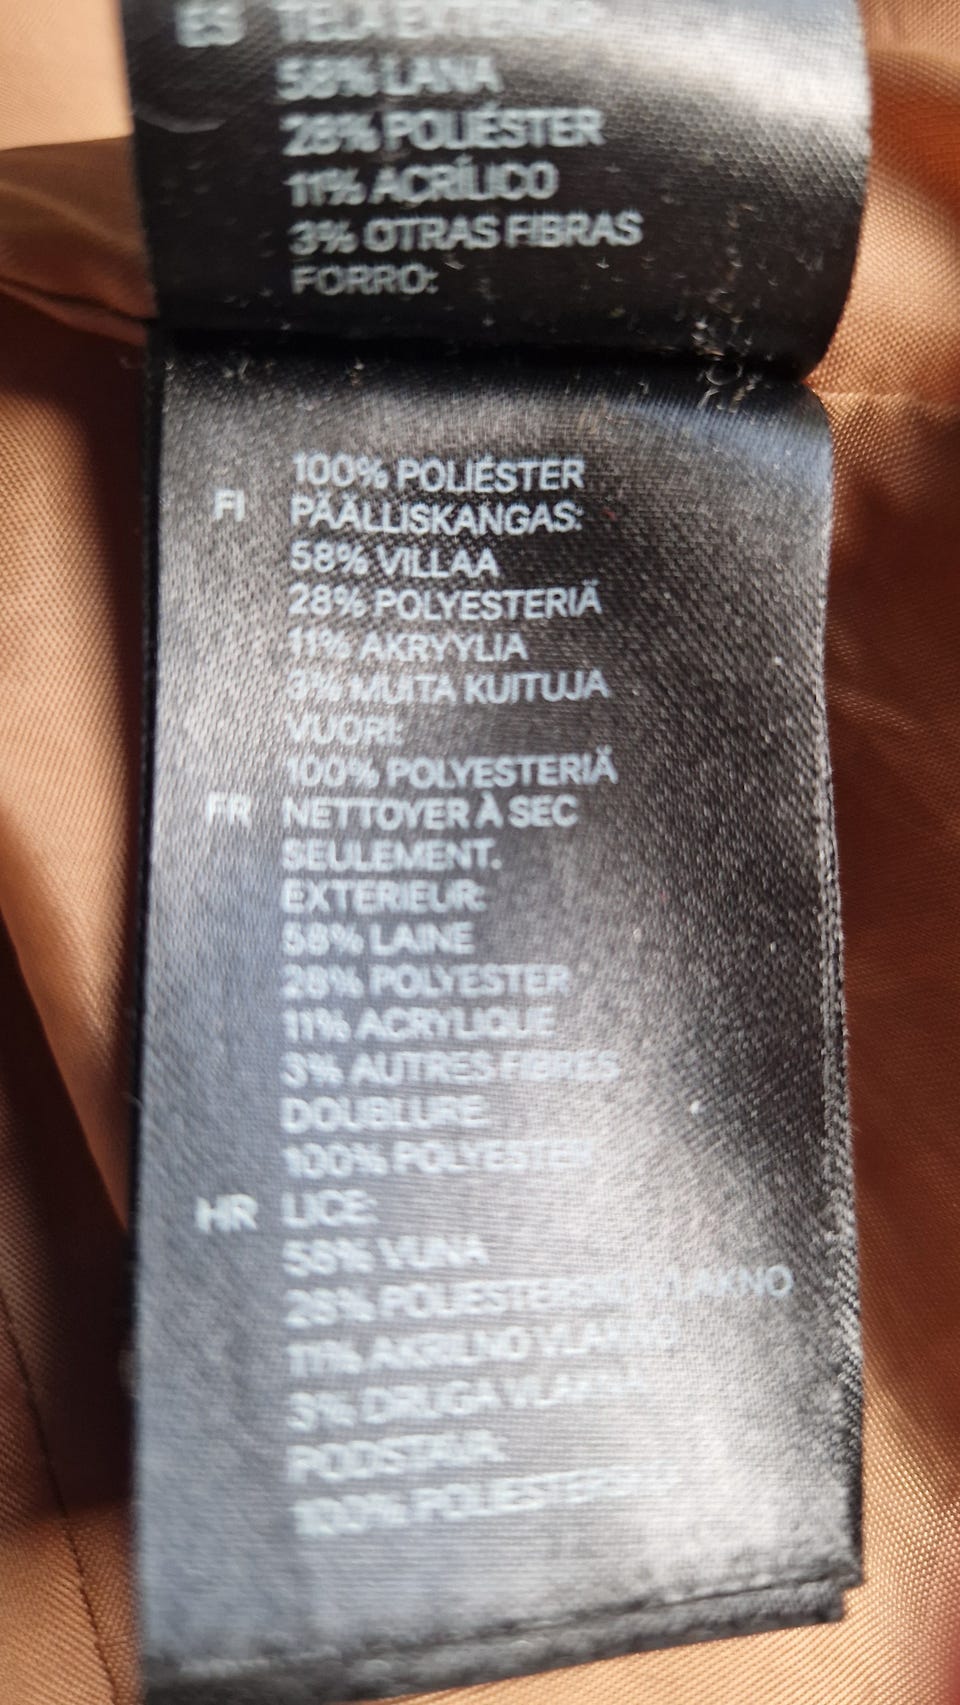 ES TELA EXTERIOR:
58% LANA
28% POLIÉSTER
11% ACRÍLICO
3% OTRAS FIBRAS
FORRO:
100% POLIÉSTER
FI PÄÄLLISKANGAS:
58% VILLAA
28% POLYESTERIÄ
11% AKRYYLIA
3% MUITA KUITUJA
VUORI:
100% POLYESTERIÄ
FR NETTOYER À SEC
SEULEMENT.
EXTERIEUR:
58% LAINE
28% POLYESTER
11% ACRYLIQUE
3% AUTRES FIBRES
DOUBLURE:
100% POLYESTER
HR LICE:
58% VUNA
28% VLAKNO
11% AKRILNO VLAKNO
3% DRUGA VLAKNA
PODSTAVA:
100%